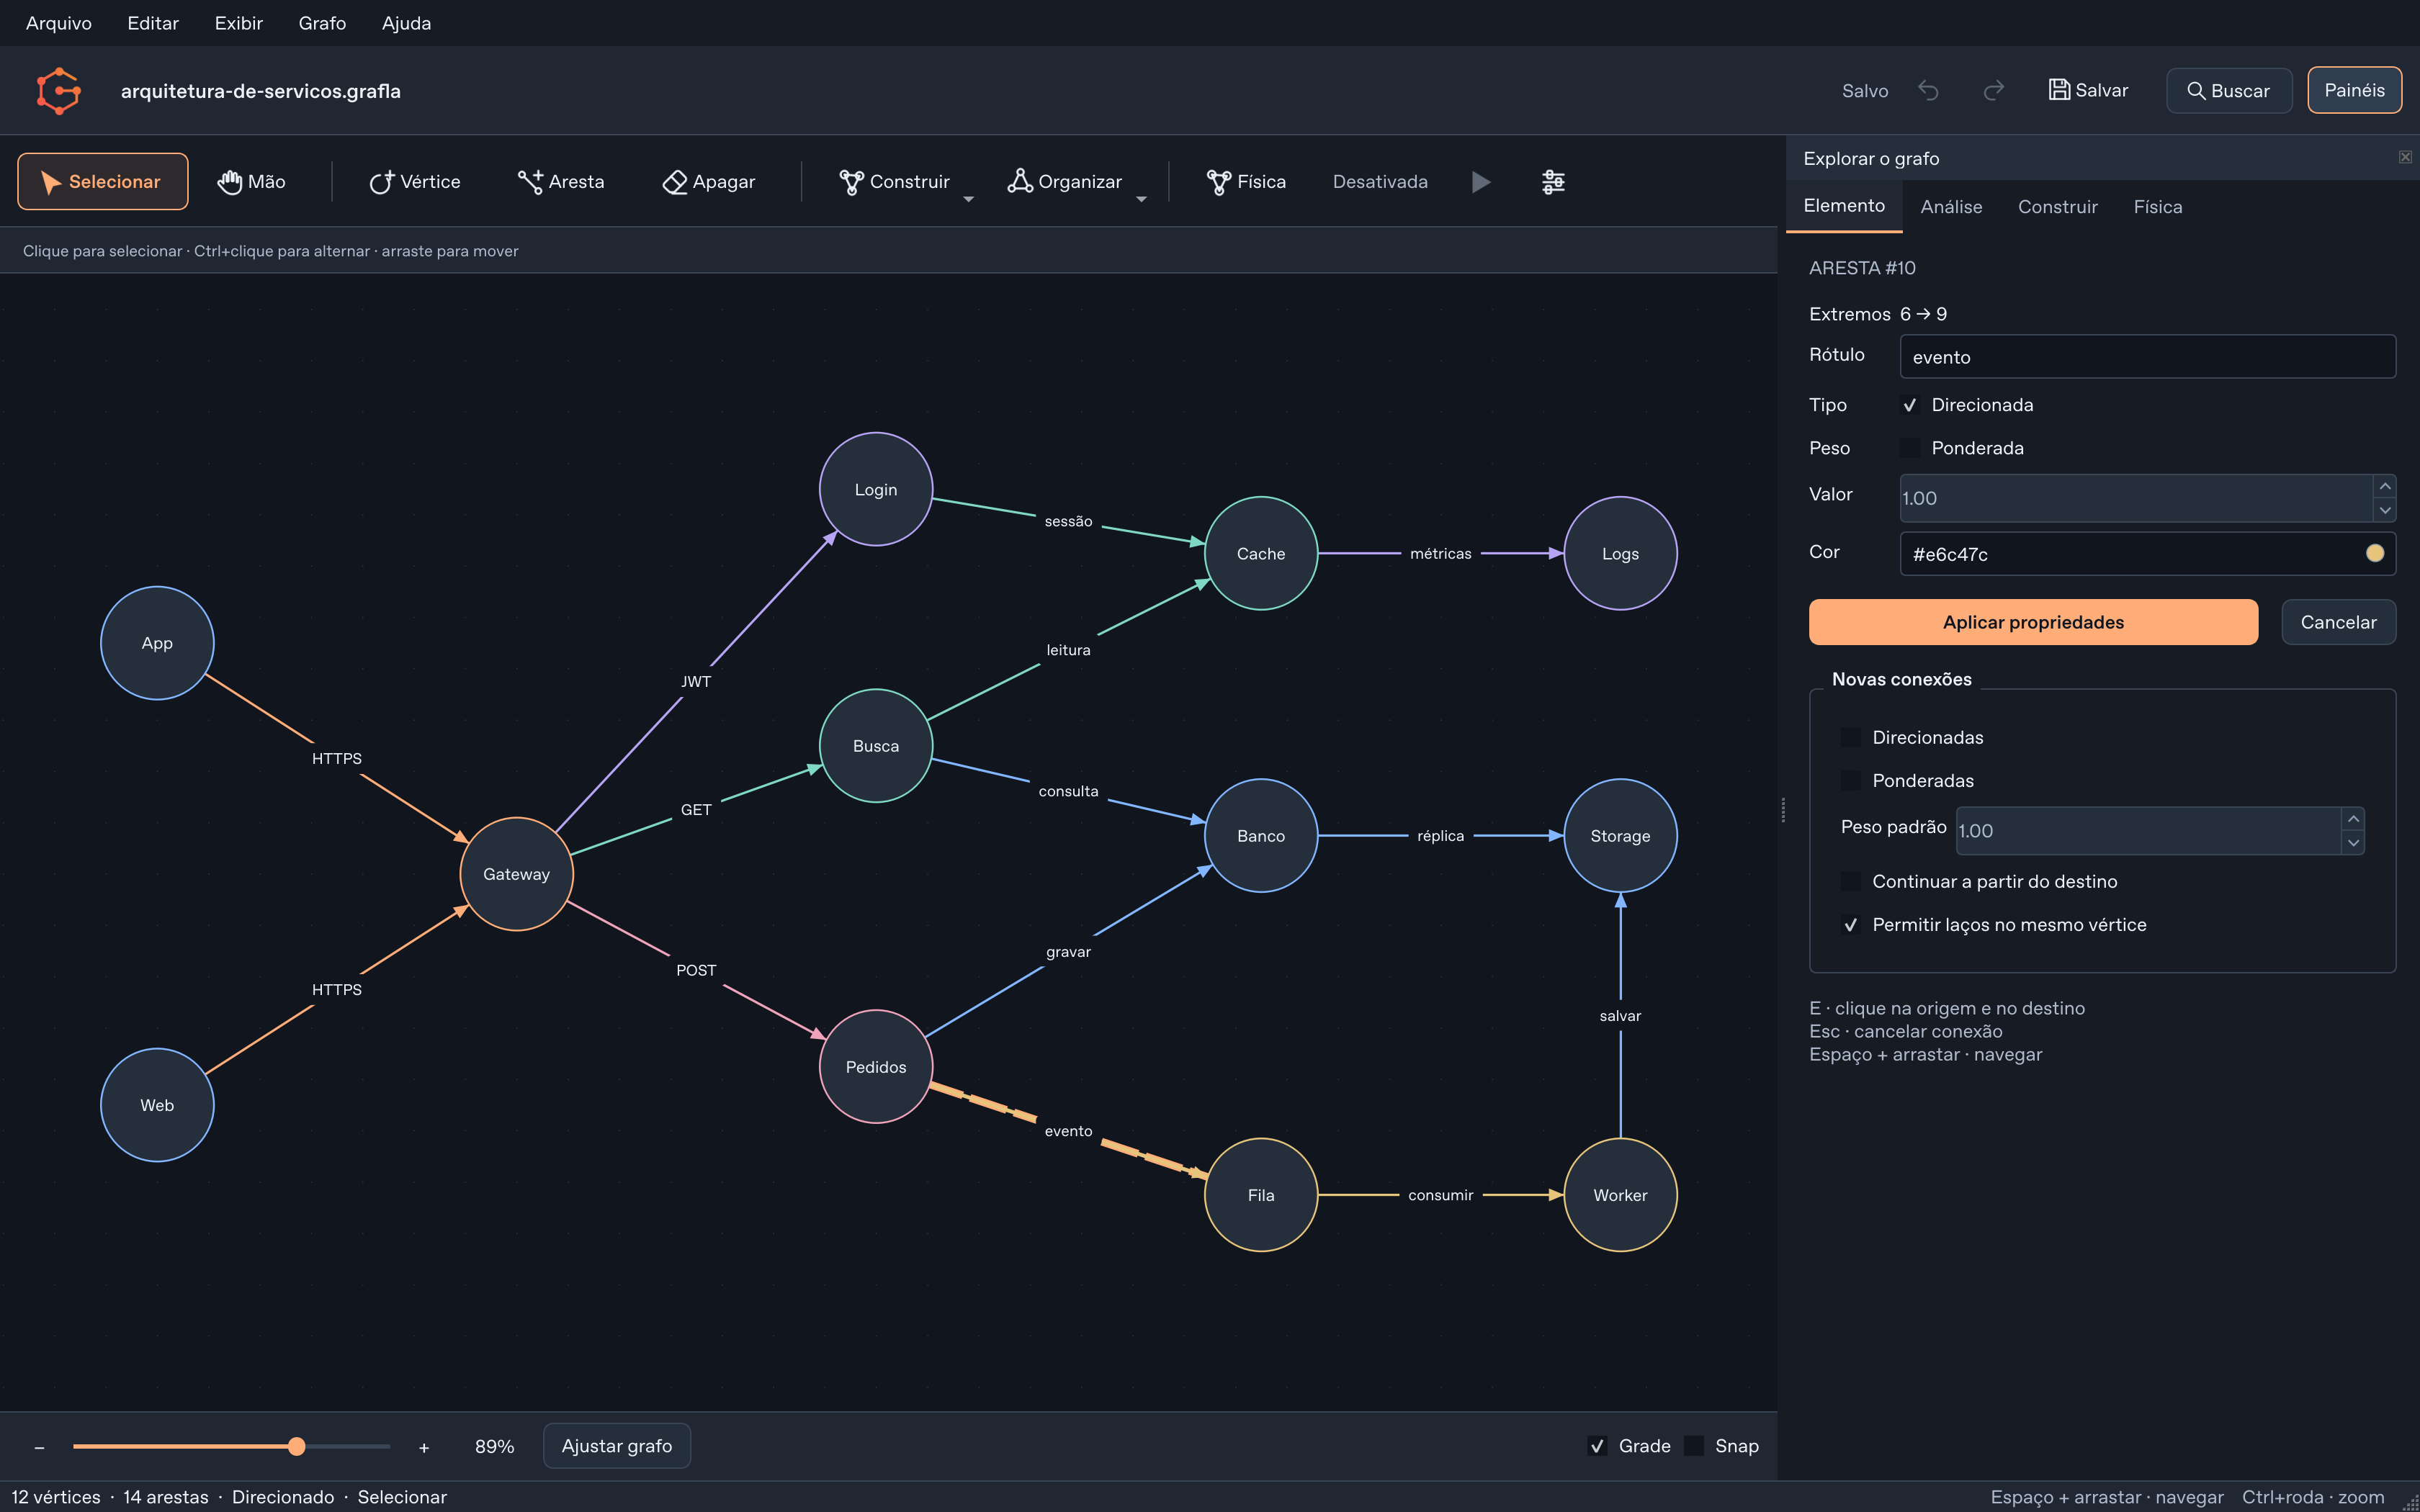 Arquivo Editar Exibir Grafo Ajuda
arquitetura-de-servicos.grafla
Salvo Salvar Buscar Painéis
Selecionar Mão Vértice Aresta Apagar Construir Organizar Física Desativada
Clique para selecionar · Ctrl+clique para alternar · arraste para mover
Login
sessão
Cache
métricas
Logs
App
leitura
JWT
Busca
HTTPS
GET
consulta
Banco
réplica
Storage
Gateway
gravar
POST
HTTPS
salvar
Pedidos
Web
evento
Fila
consumir
Worker
Explorar o grafo
Elemento Análise Construir Física
ARESTA #10
Extremos 6 → 9
Rótulo evento
Tipo Direcionada
Peso Ponderada
Valor 1.00
Cor #e6c47c
Aplicar propriedades Cancelar
Novas conexões
Direcionadas
Ponderadas
Peso padrão 1.00
Continuar a partir do destino
Permitir laços no mesmo vértice
E · clique na origem e no destino
Esc · cancelar conexão
Espaço + arrastar · navegar
− + 89% Ajustar grafo Grade Snap
12 vértices · 14 arestas · Direcionado · Selecionar
Espaço + arrastar · navegar Ctrl+roda · zoom